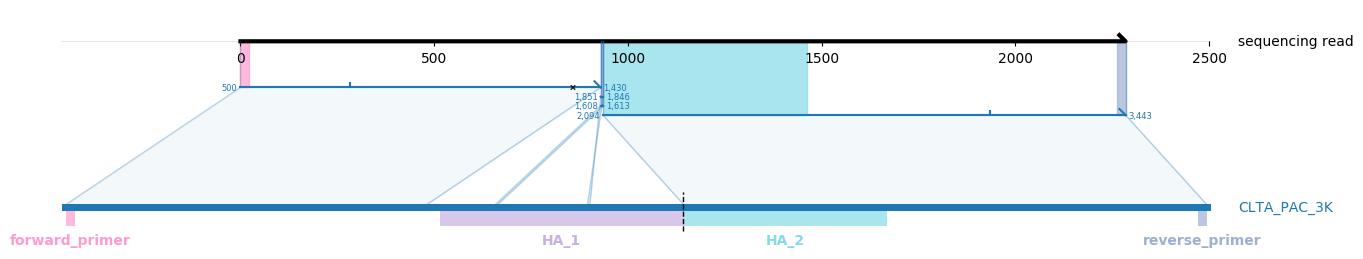 sequencing read
0 500 1000 1500 2000 2500
500 1,430
1,851 1,846
1,608 1,613
2,094 3,443
CLTA_PAC_3K
forward_primer HA_1 HA_2 reverse_primer